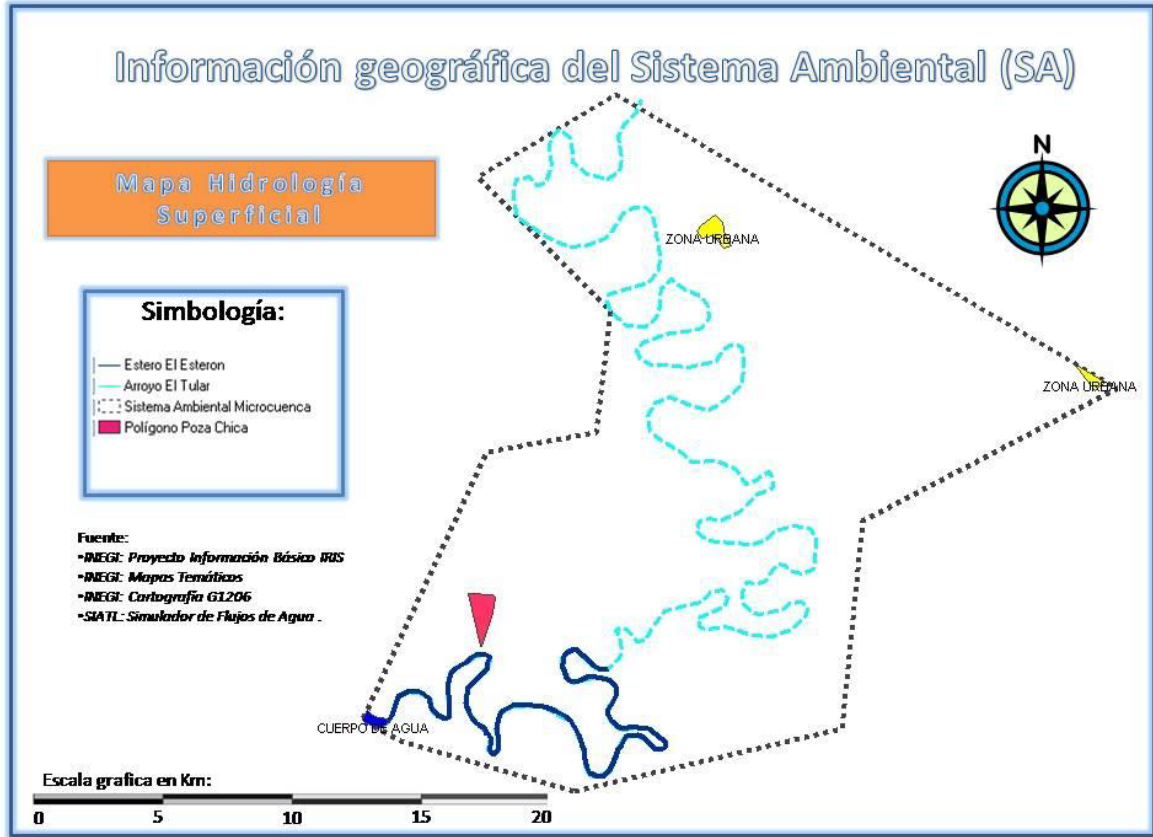 Información geográfica del Sistema Ambiental (SA)
Mapa Hidrología
Superficial
N
ZONA URBANA
ZONA URBANA
Simbología:
Estero El Esteron
Arroyo El Tular
Sistema Ambiental Microcuenca
Polígono Poza Chica
Fuente:
•INEGI: Proyecto Información Básico IRIS
•INEGI: Mapas Temáticos
•INEGI: Cartografía G1206
•SIATL: Simulador de Flujos de Agua .
CUERPO DE AGUA
Escala grafica en Km:
0 5 10 15 20